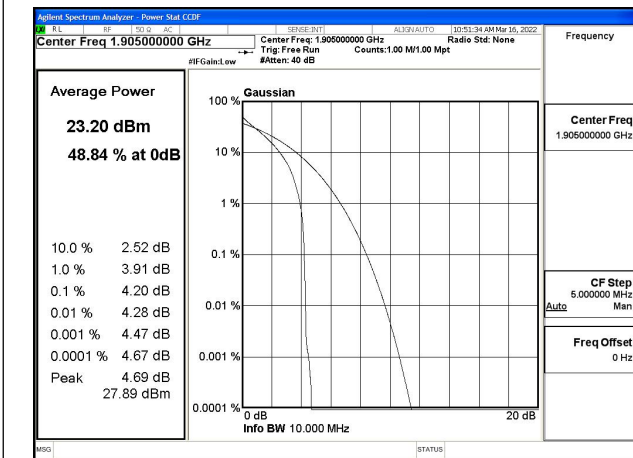 Agilent Spectrum Analyzer - Power Stat CCDF
RL RF 50 Ω AC SENSE:INT ALIGNAUTO 10:51:34 AM Mar 16, 2022
Center Freq 1.905000000 GHz
Center Freq: 1.905000000 GHz Radio Std: None
Trig: Free Run Counts:1.00 M/1.00 Mpt
#IFGain:Low #Atten: 40 dB
Frequency
Average Power
23.20 dBm
48.84 % at 0dB
10.0 % 2.52 dB
1.0 % 3.91 dB
0.1 % 4.20 dB
0.01 % 4.28 dB
0.001 % 4.47 dB
0.0001 % 4.67 dB
Peak 4.69 dB
27.89 dBm
Gaussian
100 %
10 %
1 %
0.1 %
0.01 %
0.001 %
0.0001 %
0 dB 20 dB
Info BW 10.000 MHz
Center Freq
1.905000000 GHz
CF Step
5.000000 MHz
Auto Man
Freq Offset
0 Hz
MSG STATUS